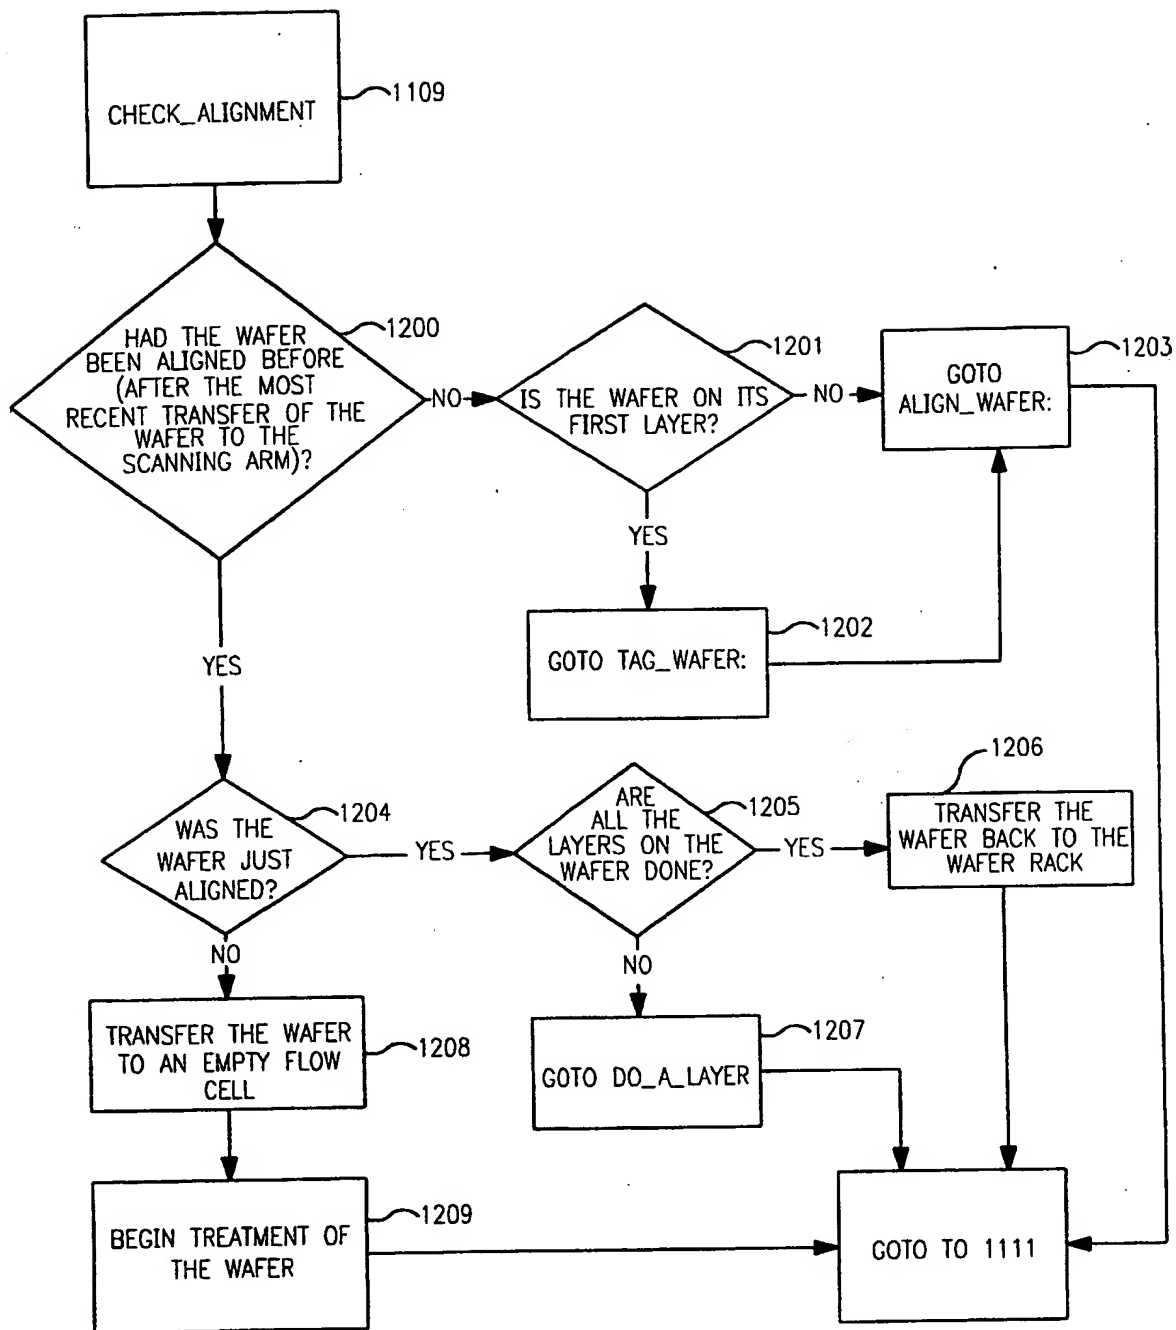 CHECK_ALIGNMENT
1109
HAD THE WAFER
BEEN ALIGNED BEFORE
(AFTER THE MOST
RECENT TRANSFER OF THE
WAFER TO THE
SCANNING ARM)?
1200
NO
IS THE WAFER ON ITS
FIRST LAYER?
1201
NO
GOTO
ALIGN_WAFER:
1203
YES
GOTO TAG_WAFER:
1202
YES
WAS THE
WAFER JUST
ALIGNED?
1204
YES
ARE
ALL THE
LAYERS ON THE
WAFER DONE?
1205
YES
TRANSFER THE
WAFER BACK TO THE
WAFER RACK
1206
NO
NO
TRANSFER THE WAFER
TO AN EMPTY FLOW
CELL
1208
GOTO DO_A_LAYER
1207
BEGIN TREATMENT OF
THE WAFER
1209
GOTO TO 1111